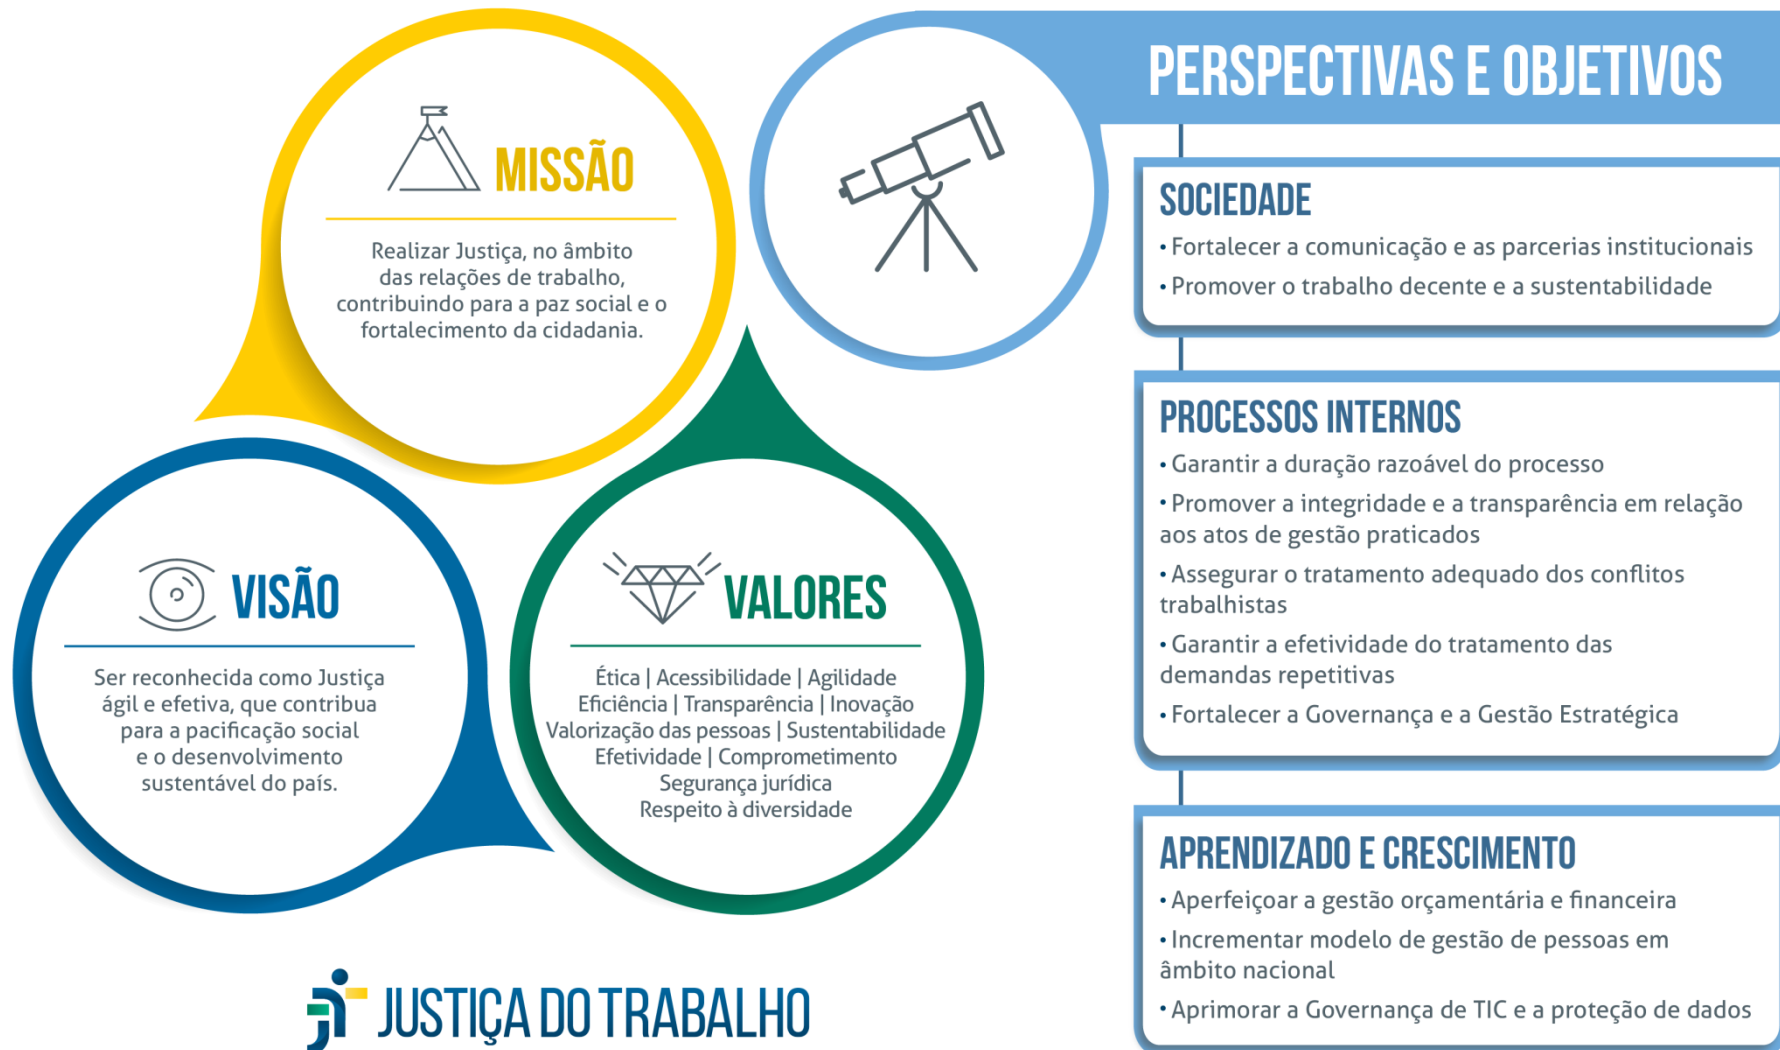 MISSÃO
Realizar Justiça, no âmbito
das relações de trabalho,
contribuindo para a paz social e o
fortalecimento da cidadania.
VISÃO
Ser reconhecida como Justiça
ágil e efetiva, que contribua
para a pacificação social
e o desenvolvimento
sustentável do país.
VALORES
Ética | Acessibilidade | Agilidade
Eficiência | Transparência | Inovação
Valorização das pessoas | Sustentabilidade
Efetividade | Comprometimento
Segurança jurídica
Respeito à diversidade
JUSTIÇA DO TRABALHO
PERSPECTIVAS E OBJETIVOS
SOCIEDADE
• Fortalecer a comunicação e as parcerias institucionais
• Promover o trabalho decente e a sustentabilidade
PROCESSOS INTERNOS
• Garantir a duração razoável do processo
• Promover a integridade e a transparência em relação
aos atos de gestão praticados
• Assegurar o tratamento adequado dos conflitos
trabalhistas
• Garantir a efetividade do tratamento das
demandas repetitivas
• Fortalecer a Governança e a Gestão Estratégica
APRENDIZADO E CRESCIMENTO
• Aperfeiçoar a gestão orçamentária e financeira
• Incrementar modelo de gestão de pessoas em
âmbito nacional
• Aprimorar a Governança de TIC e a proteção de dados